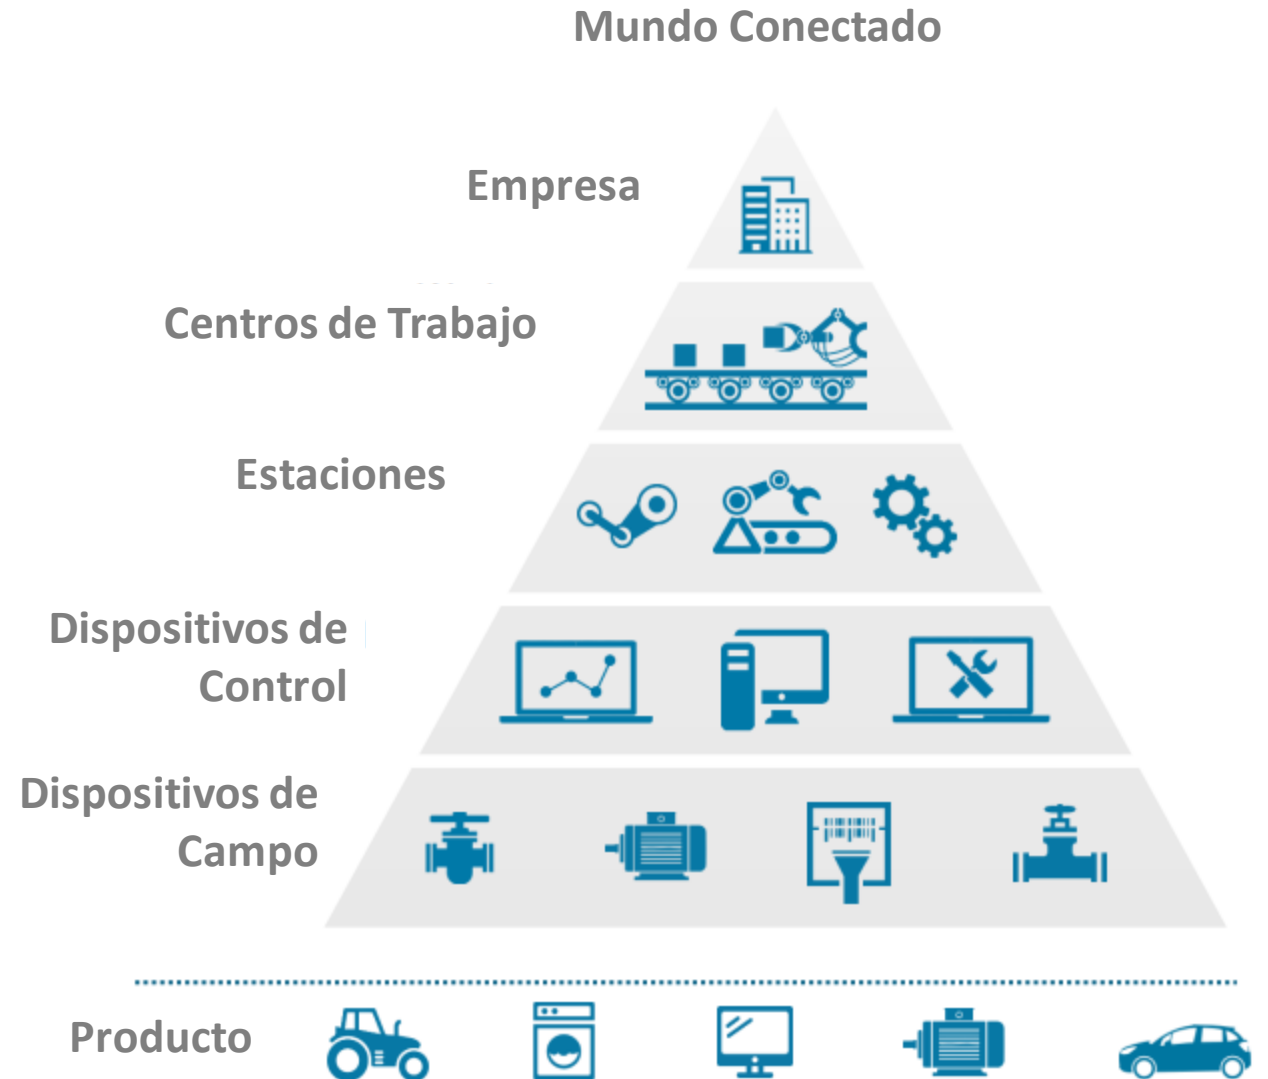 Mundo Conectado
Empresa
Centros de Trabajo
Estaciones
Dispositivos de
Control
Dispositivos de
Campo
Producto